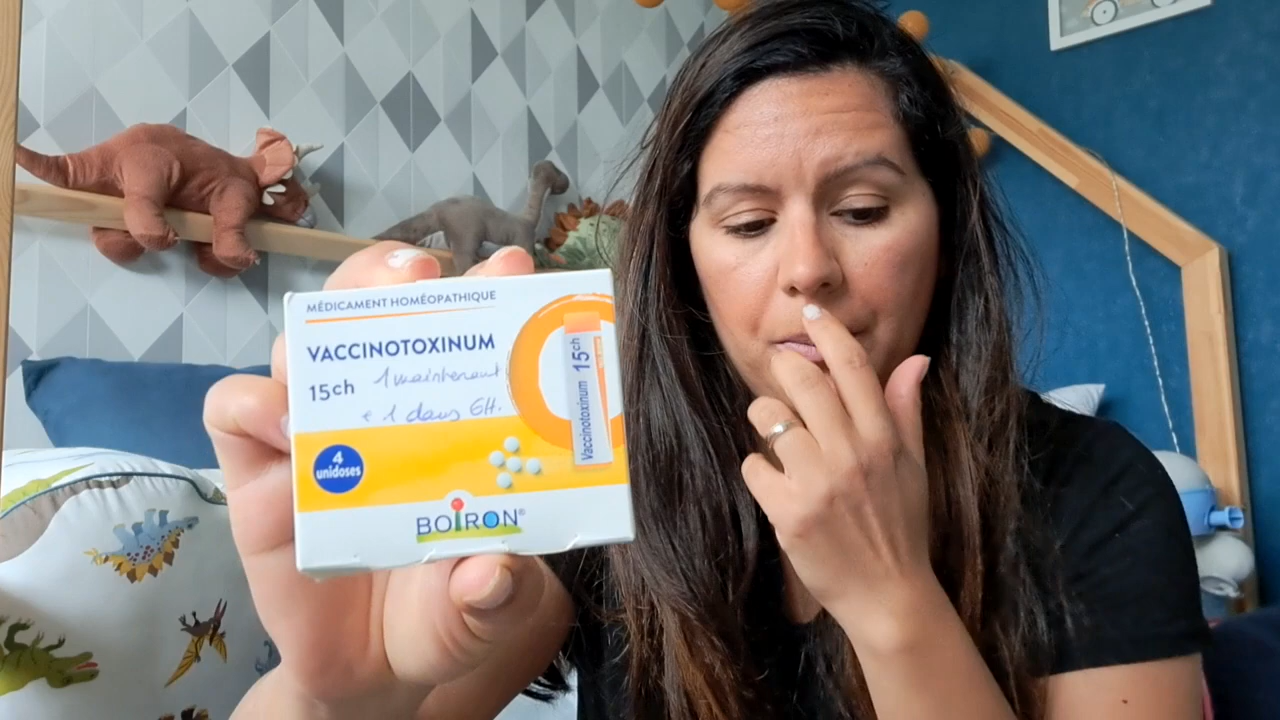 MÉDICAMENT HOMÉOPATHIQUE
VACCINOTOXINUM
15CH 1 maintenant
e 1 dans 6H.
4
unidoses
Vaccinotoxinum 15ch
BOIRON®